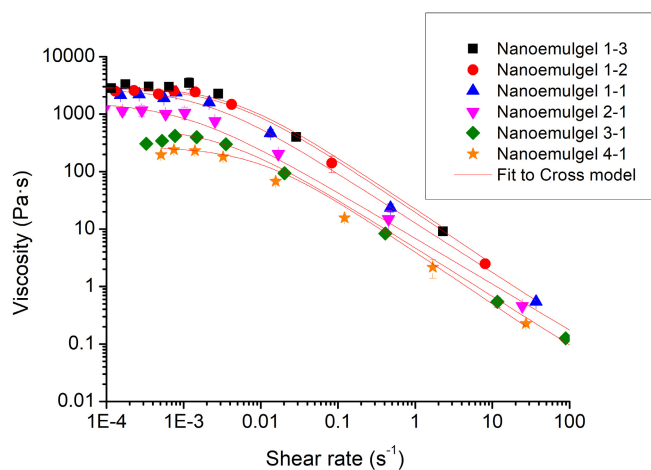 Nanoemulgel 1-3
Nanoemulgel 1-2
Nanoemulgel 1-1
Nanoemulgel 2-1
Nanoemulgel 3-1
Nanoemulgel 4-1
Fit to Cross model
10000
1000
100
10
1
0.1
0.01
Viscosity (Pa·s)
1E-4 1E-3 0.01 0.1 1 10 100
Shear rate (s⁻¹)